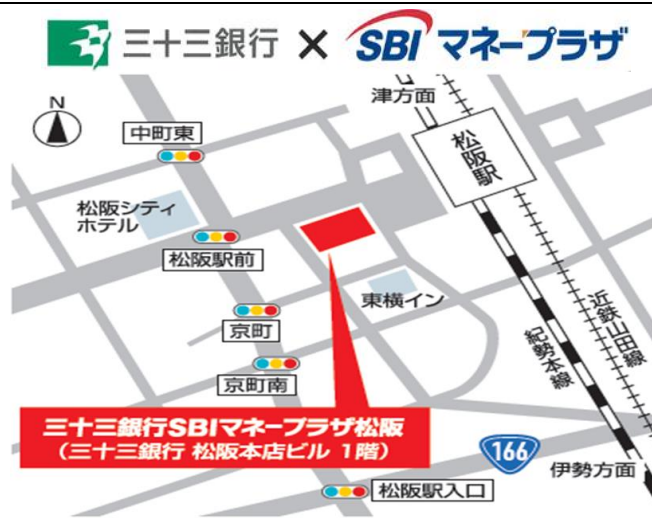 三十三銀行 × SBI マネープラザ
N
津方面
松阪駅
中町東
松阪シティ
ホテル
松阪駅前
東横イン
京町
京町南
近鉄山田線
紀勢本線
三十三銀行SBIマネープラザ松阪
(三十三銀行 松阪本店ビル 1階)
166
伊勢方面
松阪駅入口